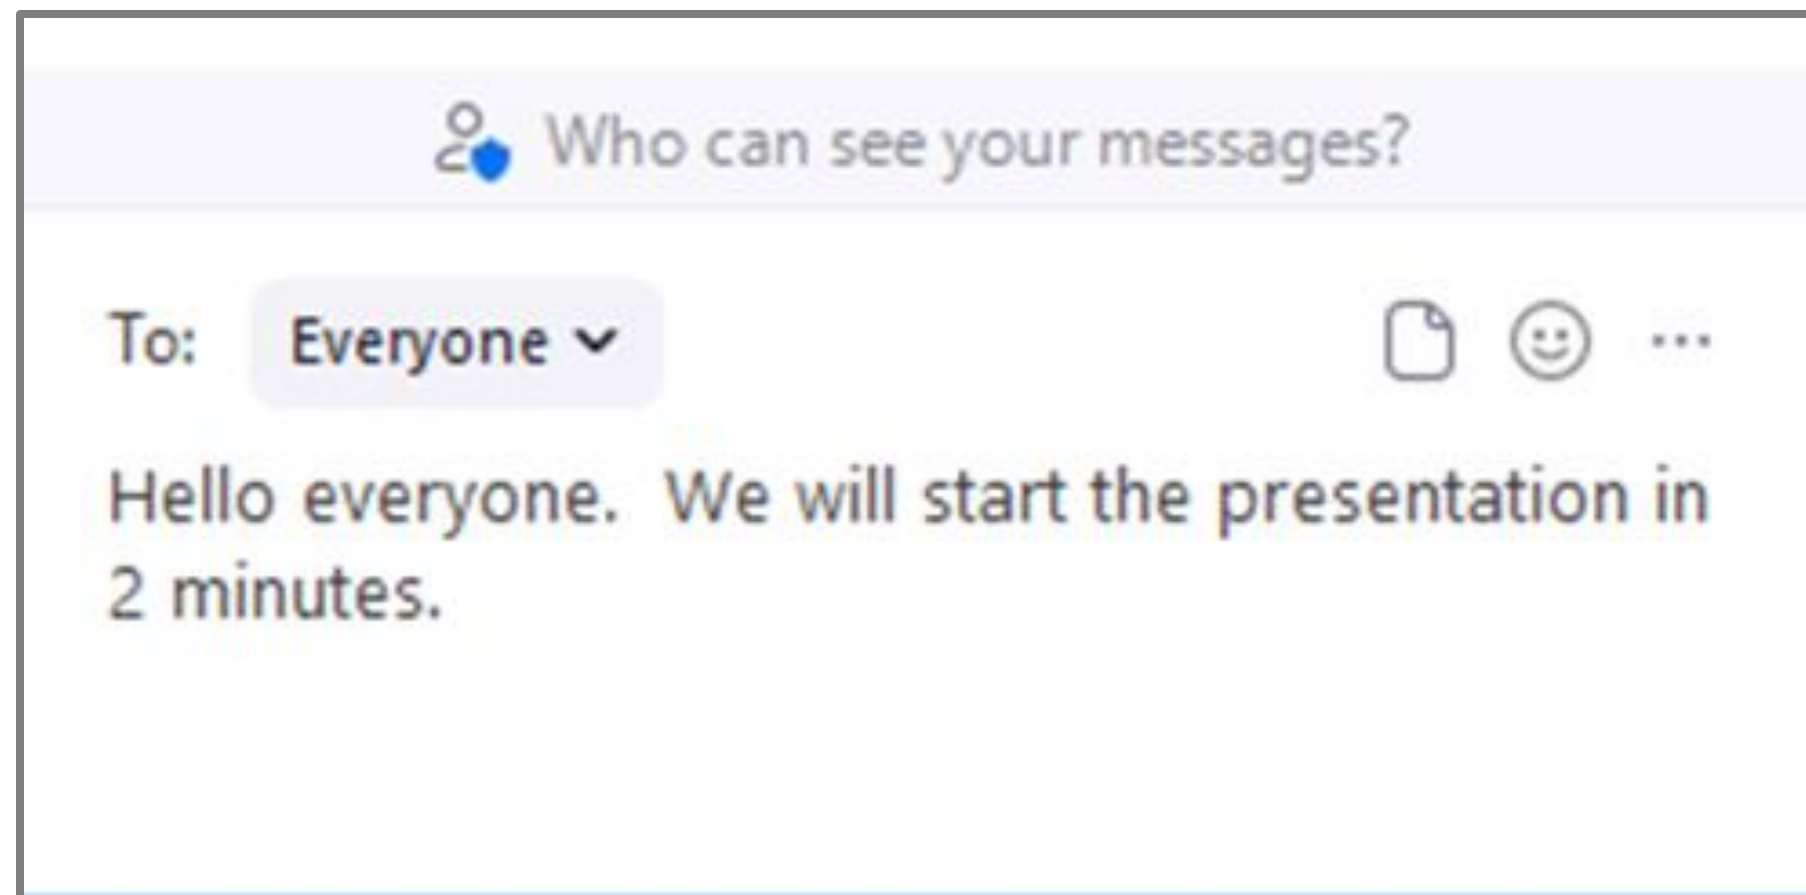 Who can see your messages?
To: Everyone
Hello everyone.  We will start the presentation in
2 minutes.